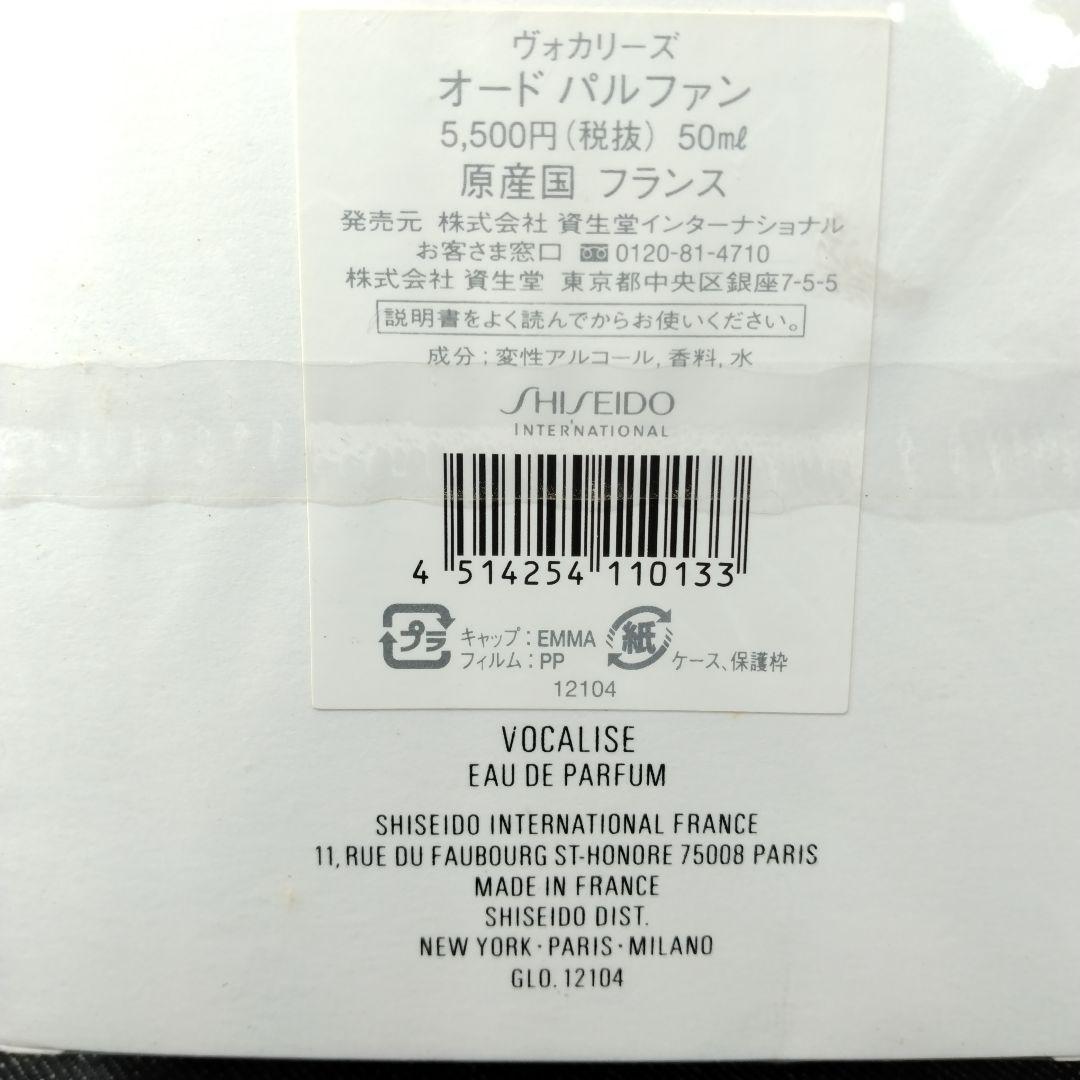 ヴォカリーズ
オード パルファン
5,500円(税抜) 50mℓ
原産国 フランス
発売元 株式会社 資生堂インターナショナル
お客さま窓口 0120-81-4710
株式会社 資生堂 東京都中央区銀座7-5-5
説明書をよく読んでからお使いください。
成分;変性アルコール,香料,水
SHISEIDO
INTERNATIONAL
4 514254 110133
プラ キャップ:EMMA 紙
フィルム:PP ケース、保護枠
12104
VOCALISE
EAU DE PARFUM
SHISEIDO INTERNATIONAL FRANCE
11, RUE DU FAUBOURG ST-HONORE 75008 PARIS
MADE IN FRANCE
SHISEIDO DIST.
NEW YORK · PARIS · MILANO
GLO. 12104